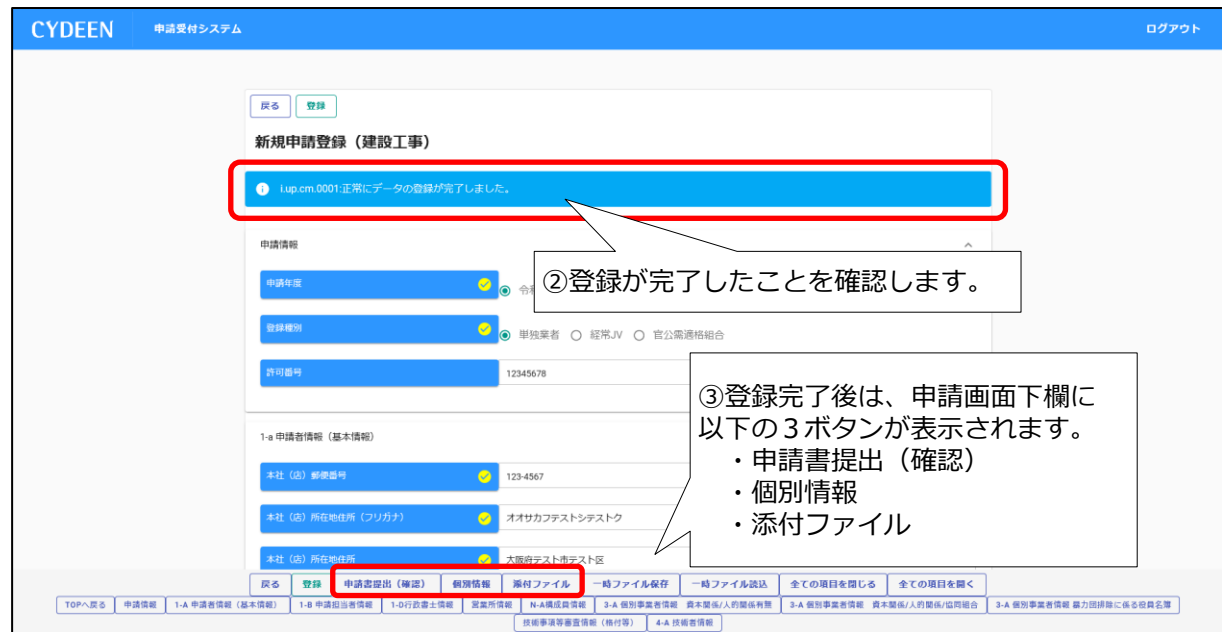 CYDEEN 申請受付システム ログアウト
戻る 登録
新規申請登録（建設工事）
i.up.cm.0001:正常にデータの登録が完了しました。
申請情報
②登録が完了したことを確認します。
申請年度
登録種別 単独業者 経常JV 官公需適格組合
許可番号 12345678
③登録完了後は、申請画面下欄に
以下の３ボタンが表示されます。
・申請書提出（確認）
・個別情報
・添付ファイル
1-a 申請者情報（基本情報）
本社（店）郵便番号 123-4567
本社（店）所在地住所（フリガナ） オオサカフテストシテストク
本社（店）所在地住所 大阪府テスト市テスト区
戻る 登録 申請書提出（確認） 個別情報 添付ファイル 一時ファイル保存 一時ファイル読込 全ての項目を閉じる 全ての項目を開く
TOPへ戻る 申請情報 1-A 申請者情報（基本情報） 1-B 申請担当者情報 1-D行政書士情報 営業所情報 N-A構成員情報 3-A 個別事業者情報 資本関係/人的関係有無 3-A 個別事業者情報 資本関係/人的関係/協同組合 3-A 個別事業者情報 暴力団排除に係る役員名簿
技術事項等審査情報（格付等） 4-A 技術者情報